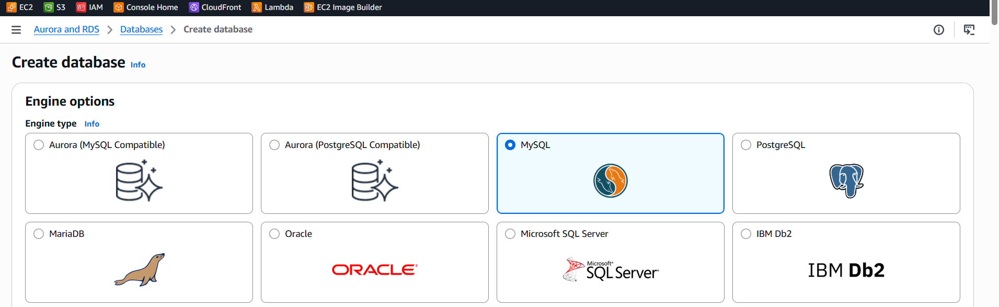 EC2 S3 IAM Console Home CloudFront Lambda EC2 Image Builder
Aurora and RDS Databases Create database
Create database Info
Engine options
Engine type Info
Aurora (MySQL Compatible) Aurora (PostgreSQL Compatible) MySQL PostgreSQL
MariaDB Oracle Microsoft SQL Server IBM Db2
ORACLE® Microsoft® SQL Server® IBM Db2